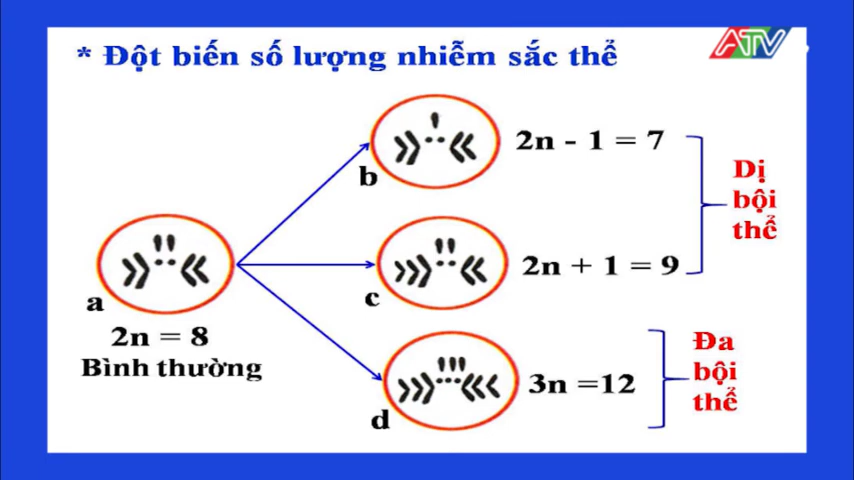 * Đột biến số lượng nhiễm sắc thể
ATV
b
2n - 1 = 7
Dị
bội
thể
a
2n = 8
Bình thường
c
2n + 1 = 9
d
3n =12
Đa
bội
thể